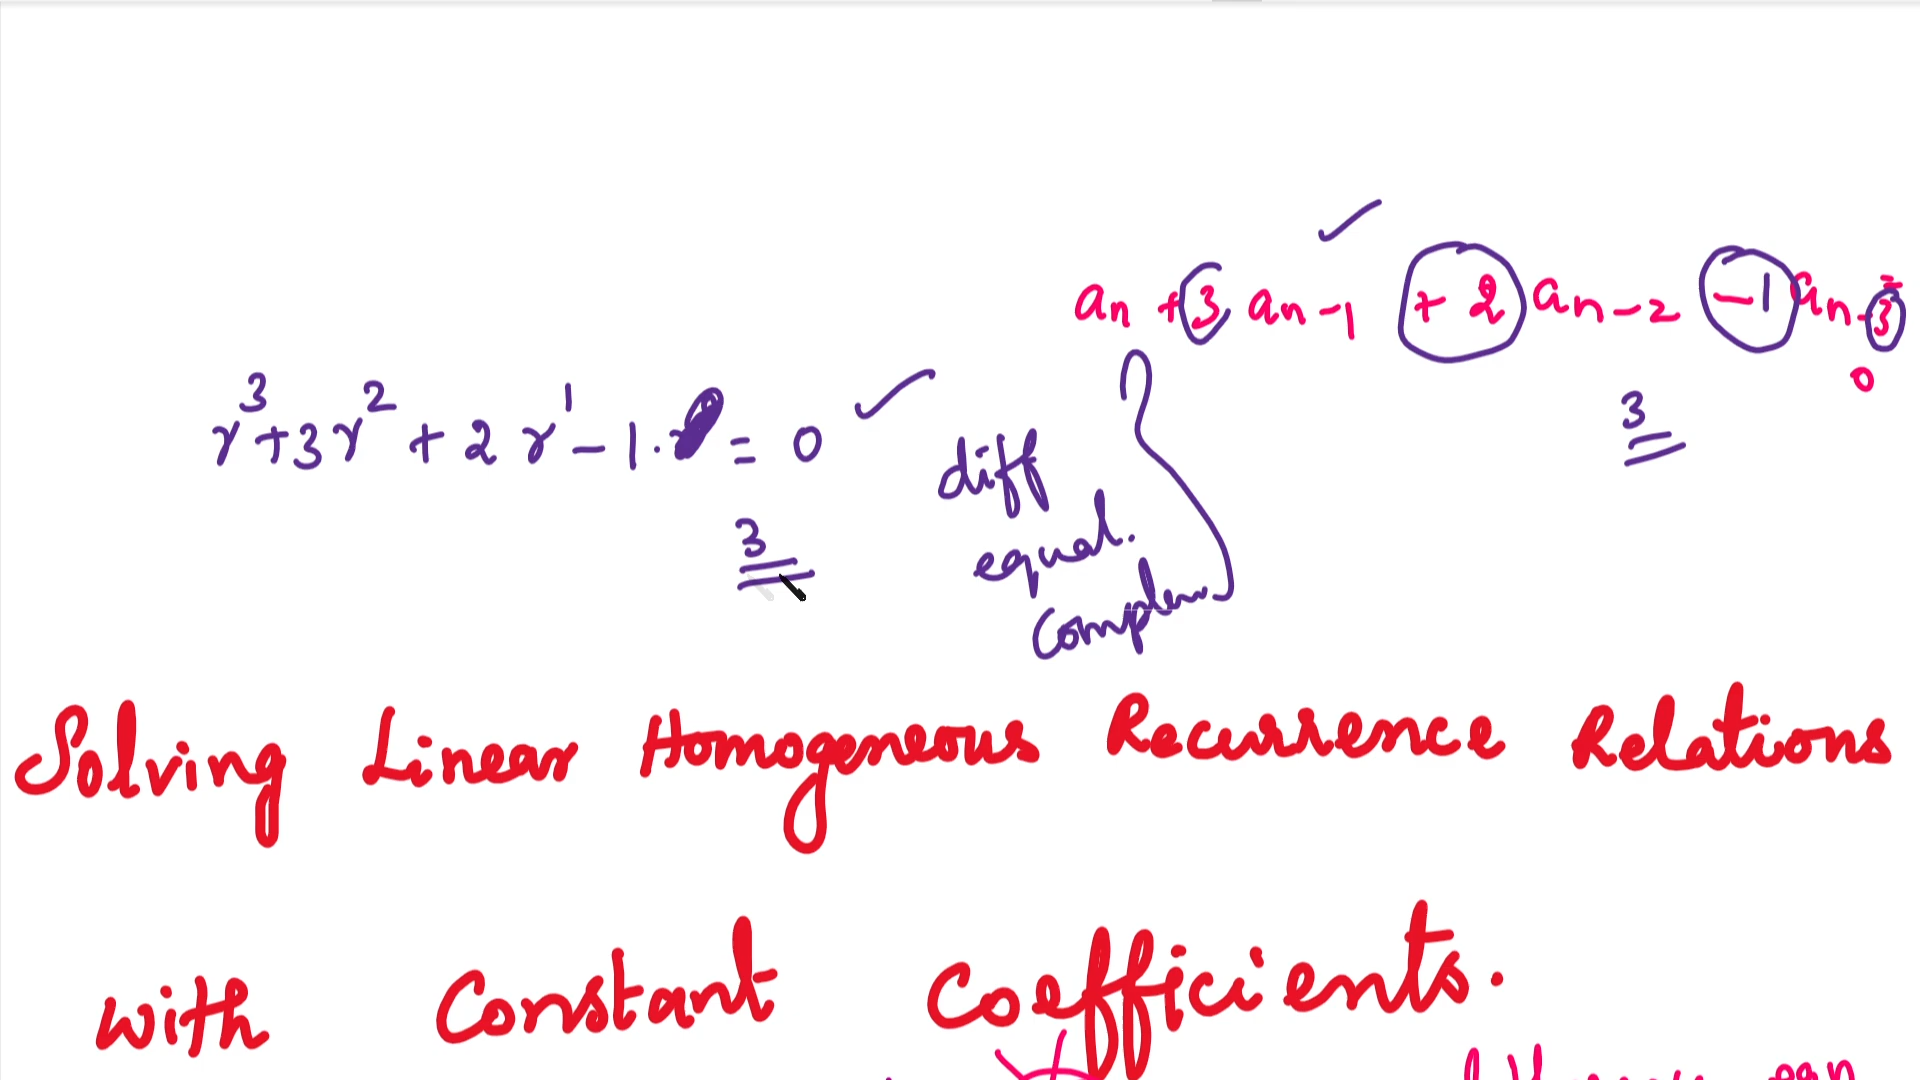 aₙ + 3 aₙ₋₁ + 2 aₙ₋₂ - 1 aₙ₋₃ =
0
r³ + 3r² + 2r¹ - 1. = 0
3
diff
3
equal.
Solving Linear Homogeneous Recurrence Relations
with Constant Coefficients.